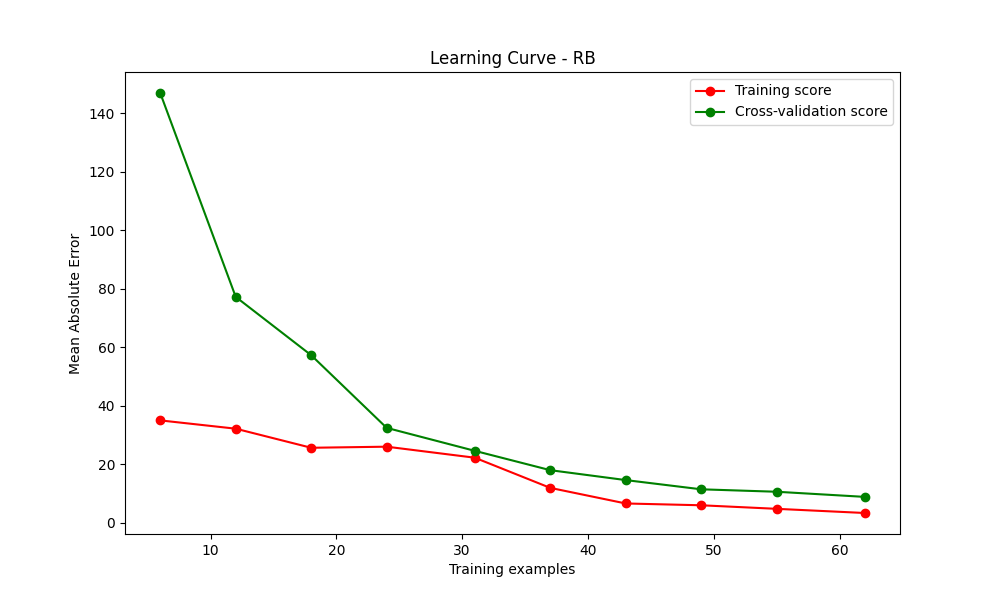 Learning Curve - RB
Training score
Cross-validation score
Mean Absolute Error
140
120
100
80
60
40
20
0
10 20 30 40 50 60
Training examples